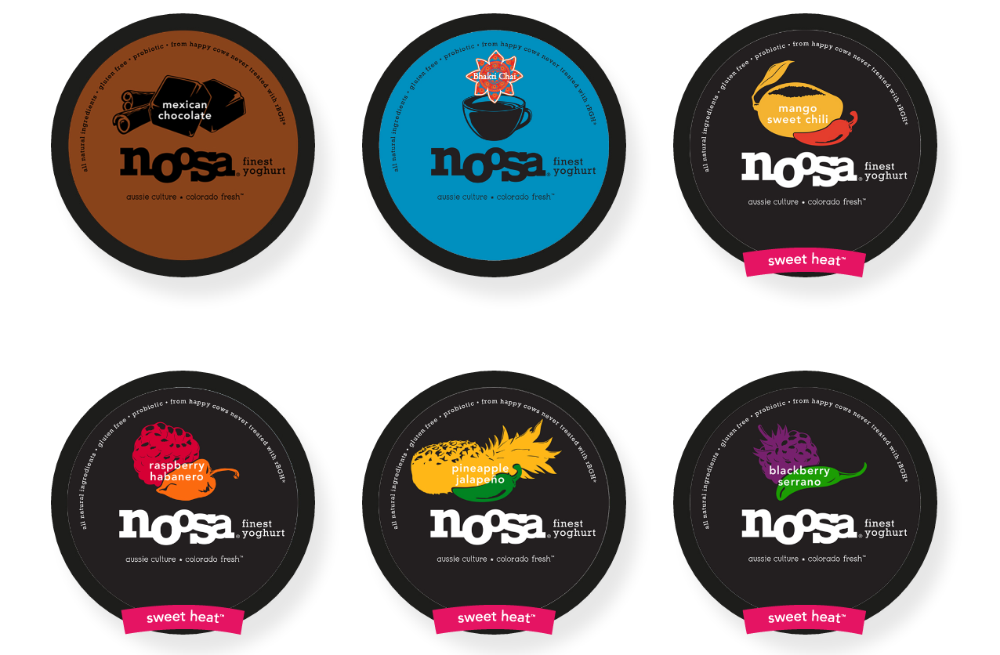 all natural ingredients • gluten free • probiotic • from happy cows never treated with rBGH*
mexican
chocolate
noosa® finest
yoghurt
aussie culture ★ colorado fresh™
all natural ingredients • gluten free • probiotic • from happy cows never treated with rBGH*
Bhakti Chai
noosa® finest
yoghurt
aussie culture ★ colorado fresh™
all natural ingredients • gluten free • probiotic • from happy cows never treated with rBGH*
mango
sweet chili
noosa® finest
yoghurt
aussie culture ★ colorado fresh™
sweet heat™
all natural ingredients • gluten free • probiotic • from happy cows never treated with rBGH*
raspberry
habanero
noosa® finest
yoghurt
aussie culture ★ colorado fresh™
sweet heat™
all natural ingredients • gluten free • probiotic • from happy cows never treated with rBGH*
pineapple
jalapeño
noosa® finest
yoghurt
aussie culture ★ colorado fresh™
sweet heat™
all natural ingredients • gluten free • probiotic • from happy cows never treated with rBGH*
blackberry
serrano
noosa® finest
yoghurt
aussie culture ★ colorado fresh™
sweet heat™